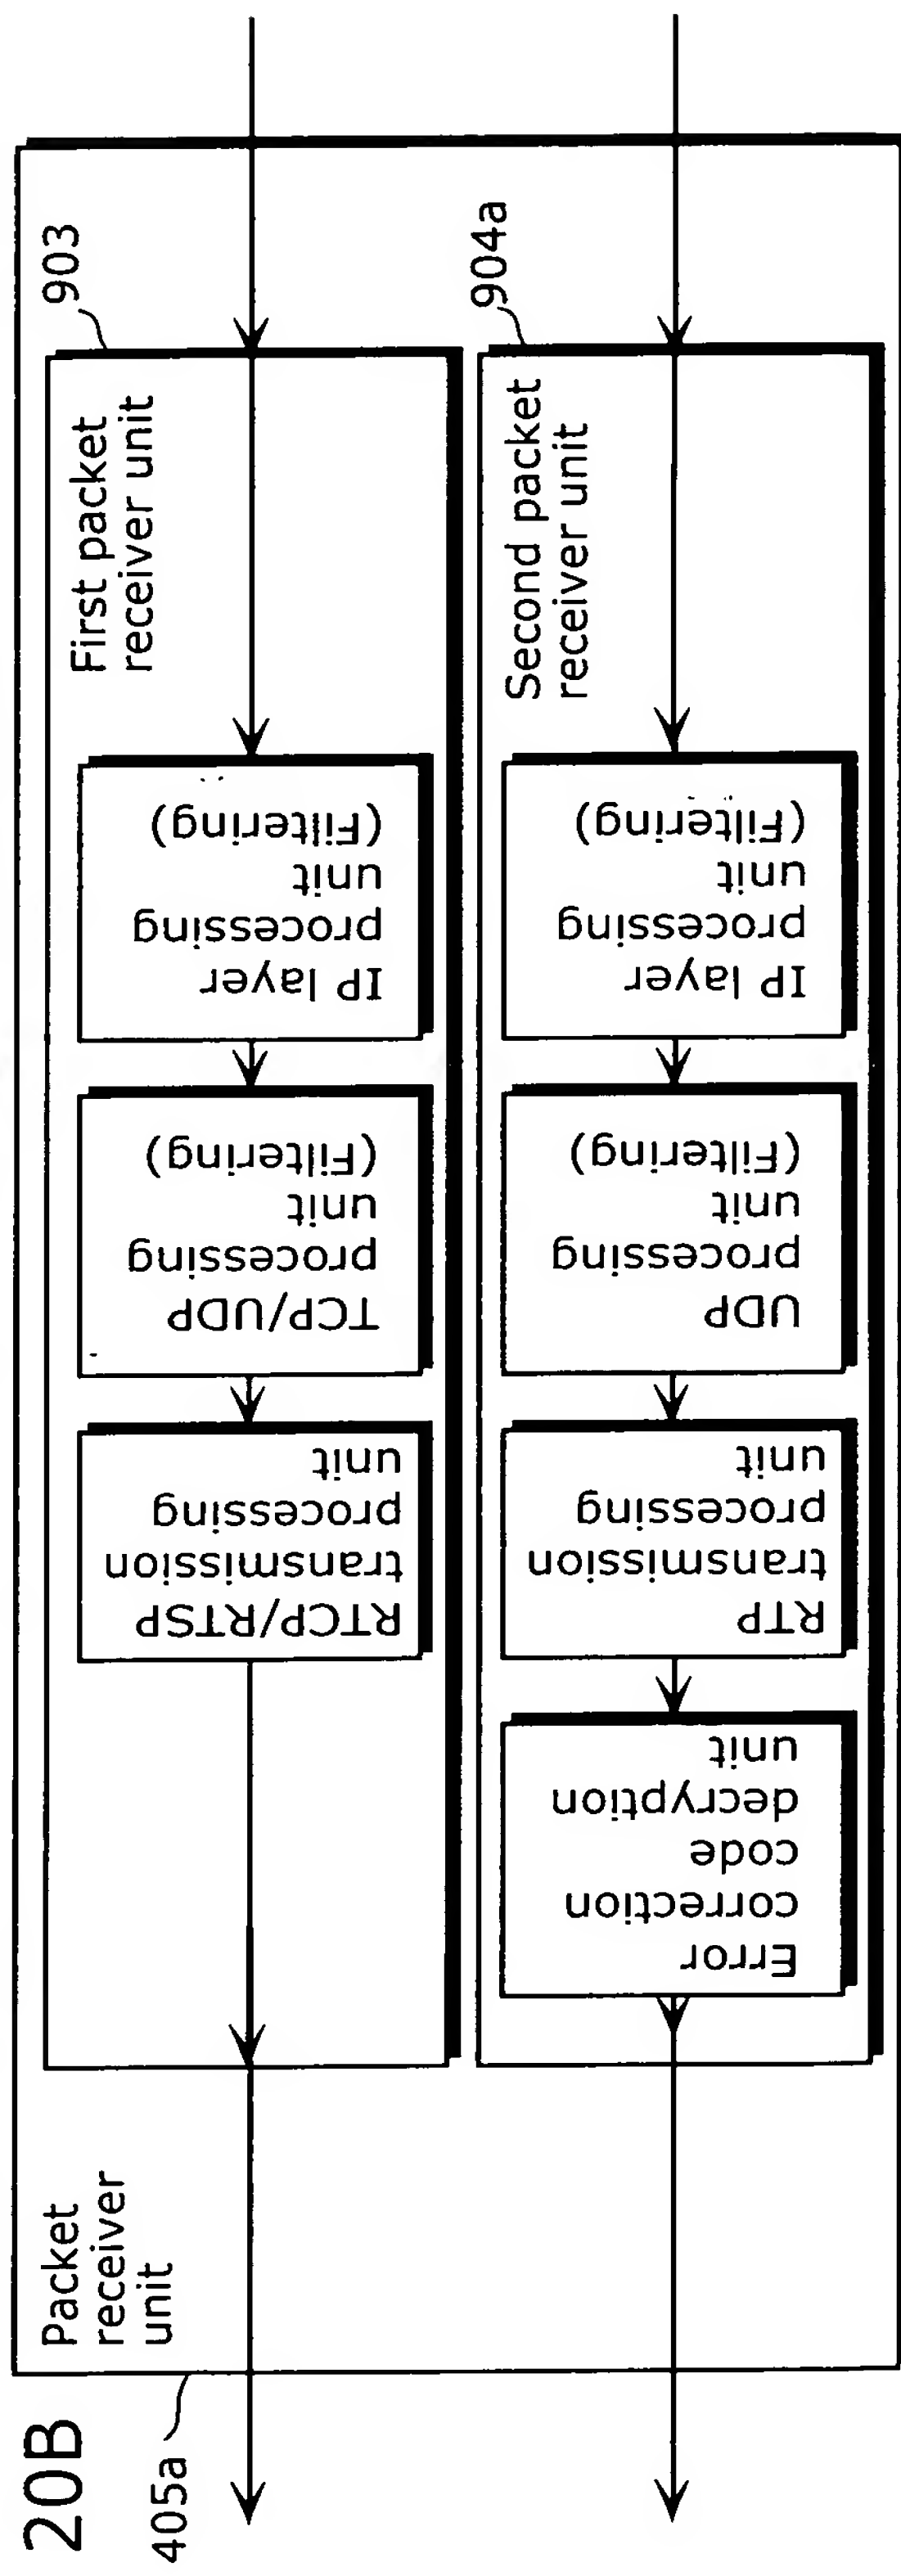 20B
405a
Packet
receiver
unit
903
First packet
receiver unit
IP layer
processing
unit
(Filtering)
TCP/UDP
processing
unit
(Filtering)
RTCP/RTSP
transmission
processing
unit
904a
Second packet
receiver unit
IP layer
processing
unit
(Filtering)
UDP
processing
unit
(Filtering)
RTP
transmission
processing
unit
Error
correction
code
decryption
unit